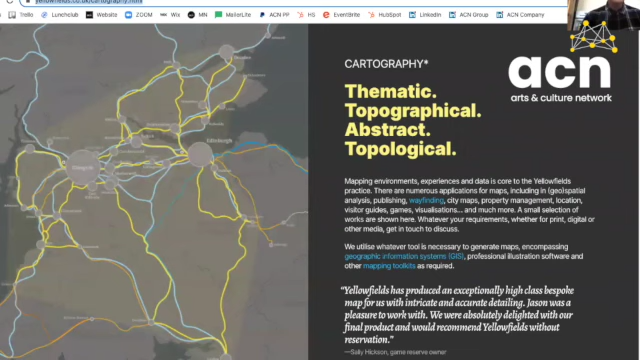 yellowfields.co.uk/cartography.html
Trello
Lunchclub
Website
ZOOM
Wix
MN
MailerLite
ACN PP
HS
EventBrite
HubSpot
LinkedIn
ACN Group
ACN Company
acn
arts & culture network
CARTOGRAPHY*
Thematic.
Topographical.
Abstract.
Topological.
Mapping environments, experiences and data is core to the Yellowfields
practice. There are numerous applications for maps, including in (geo)spatial
analysis, publishing, wayfinding, city maps, property management, location,
visitor guides, games, visualisations... and much more. A small selection of
works are shown here. Whatever your requirements, whether for print, digital or
other media, get in touch to discuss.
We utilise whatever tool is necessary to generate maps, encompassing
geographic information systems (GIS), professional illustration software and
other mapping toolkits as required.
“Yellowfields has produced an exceptionally high class bespoke
map for us with intricate and accurate detailing. Jason was a
pleasure to work with. We were absolutely delighted with our
final product and would recommend Yellowfields without
reservation.”
—Sally Hickson, game reserve owner
Edinburgh
Glasgow